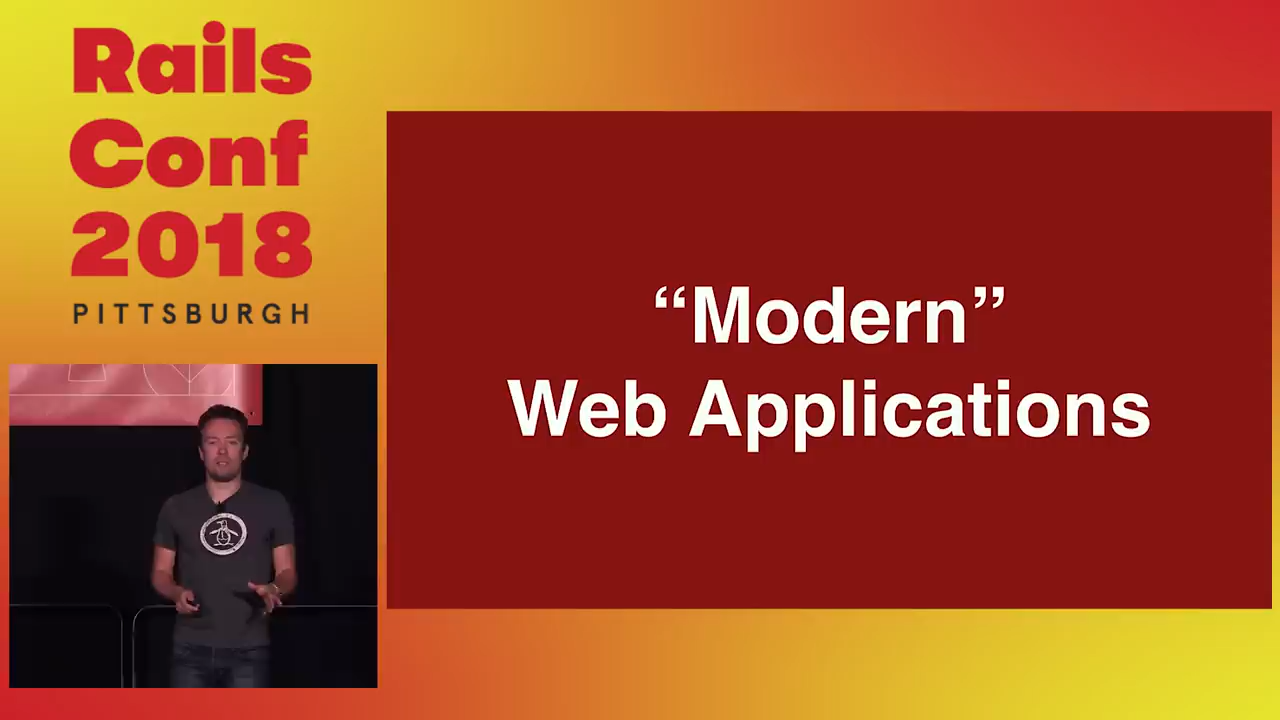 Rails
Conf
2018
PITTSBURGH
“Modern”
Web Applications